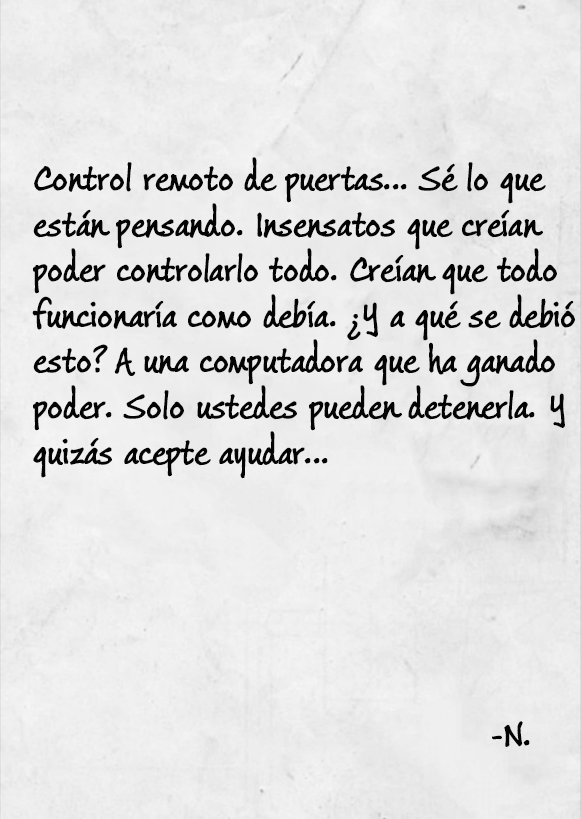 Control remoto de puertas... Sé lo que
están pensando. Insensatos que creían
poder controlarlo todo. Creían que todo
funcionaría como debía. ¿Y a qué se debió
esto? A una computadora que ha ganado
poder. Solo ustedes pueden detenerla. Y
quizás acepte ayudar...
-N.